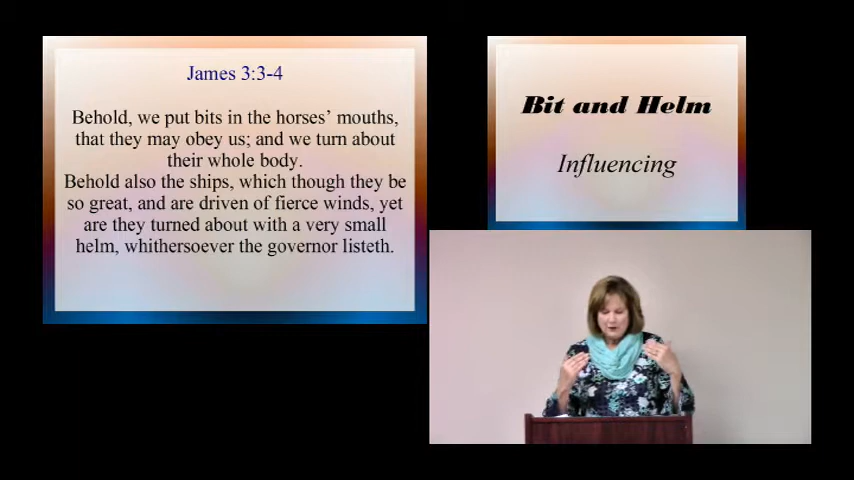 James 3:3-4
Behold, we put bits in the horses’ mouths,
that they may obey us; and we turn about
their whole body.
Behold also the ships, which though they be
so great, and are driven of fierce winds, yet
are they turned about with a very small
helm, whithersoever the governor listeth.
Bit and Helm
Influencing